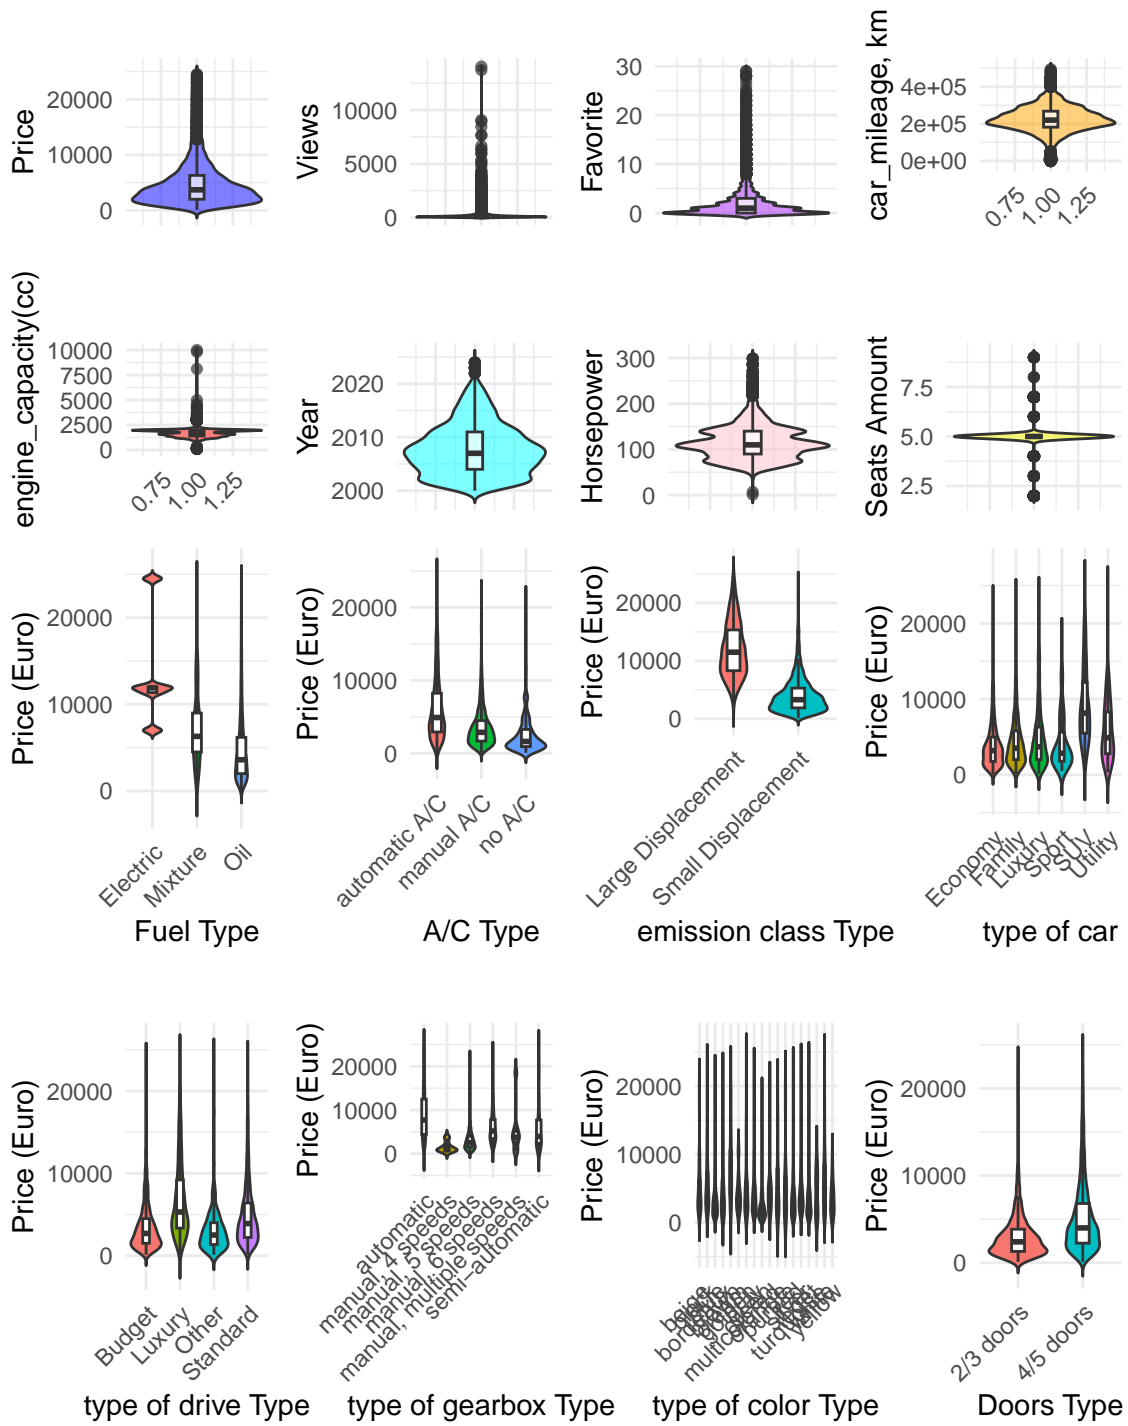 Price
20000
10000
0
Views
10000
5000
0
Favorite
30
20
10
0
car_mileage, km
4e+05
2e+05
0e+00
0.75
1.00
1.25
engine_capacity(cc)
10000
7500
5000
2500
0
0.75
1.00
1.25
Year
2020
2010
2000
Horsepower
300
200
100
0
Seats Amount
7.5
5.0
2.5
Price (Euro)
20000
10000
0
Electric
Mixture
Oil
Fuel Type
Price (Euro)
20000
10000
0
automatic A/C
manual A/C
no A/C
A/C Type
Price (Euro)
20000
10000
0
Large Displacement
Small Displacement
emission class Type
Price (Euro)
20000
10000
0
Economy
Family
Luxury
Sport
SUV
Utility
type of car
Price (Euro)
20000
10000
0
Budget
Luxury
Other
Standard
type of drive Type
Price (Euro)
20000
10000
0
automatic
manual, 4 speeds
manual, 5 speeds
manual, 6 speeds
manual, multiple speeds
semi−automatic
type of gearbox Type
Price (Euro)
20000
10000
0
beige
yellow
type of color Type
Price (Euro)
20000
10000
0
2/3 doors
4/5 doors
Doors Type